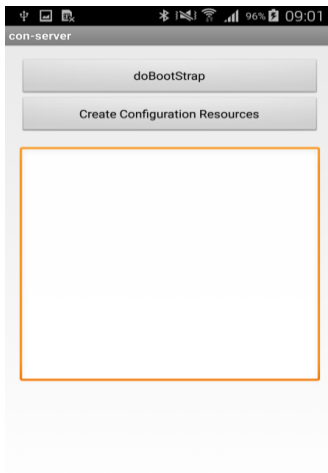 96% 09:01
con-server
doBootStrap
Create Configuration Resources